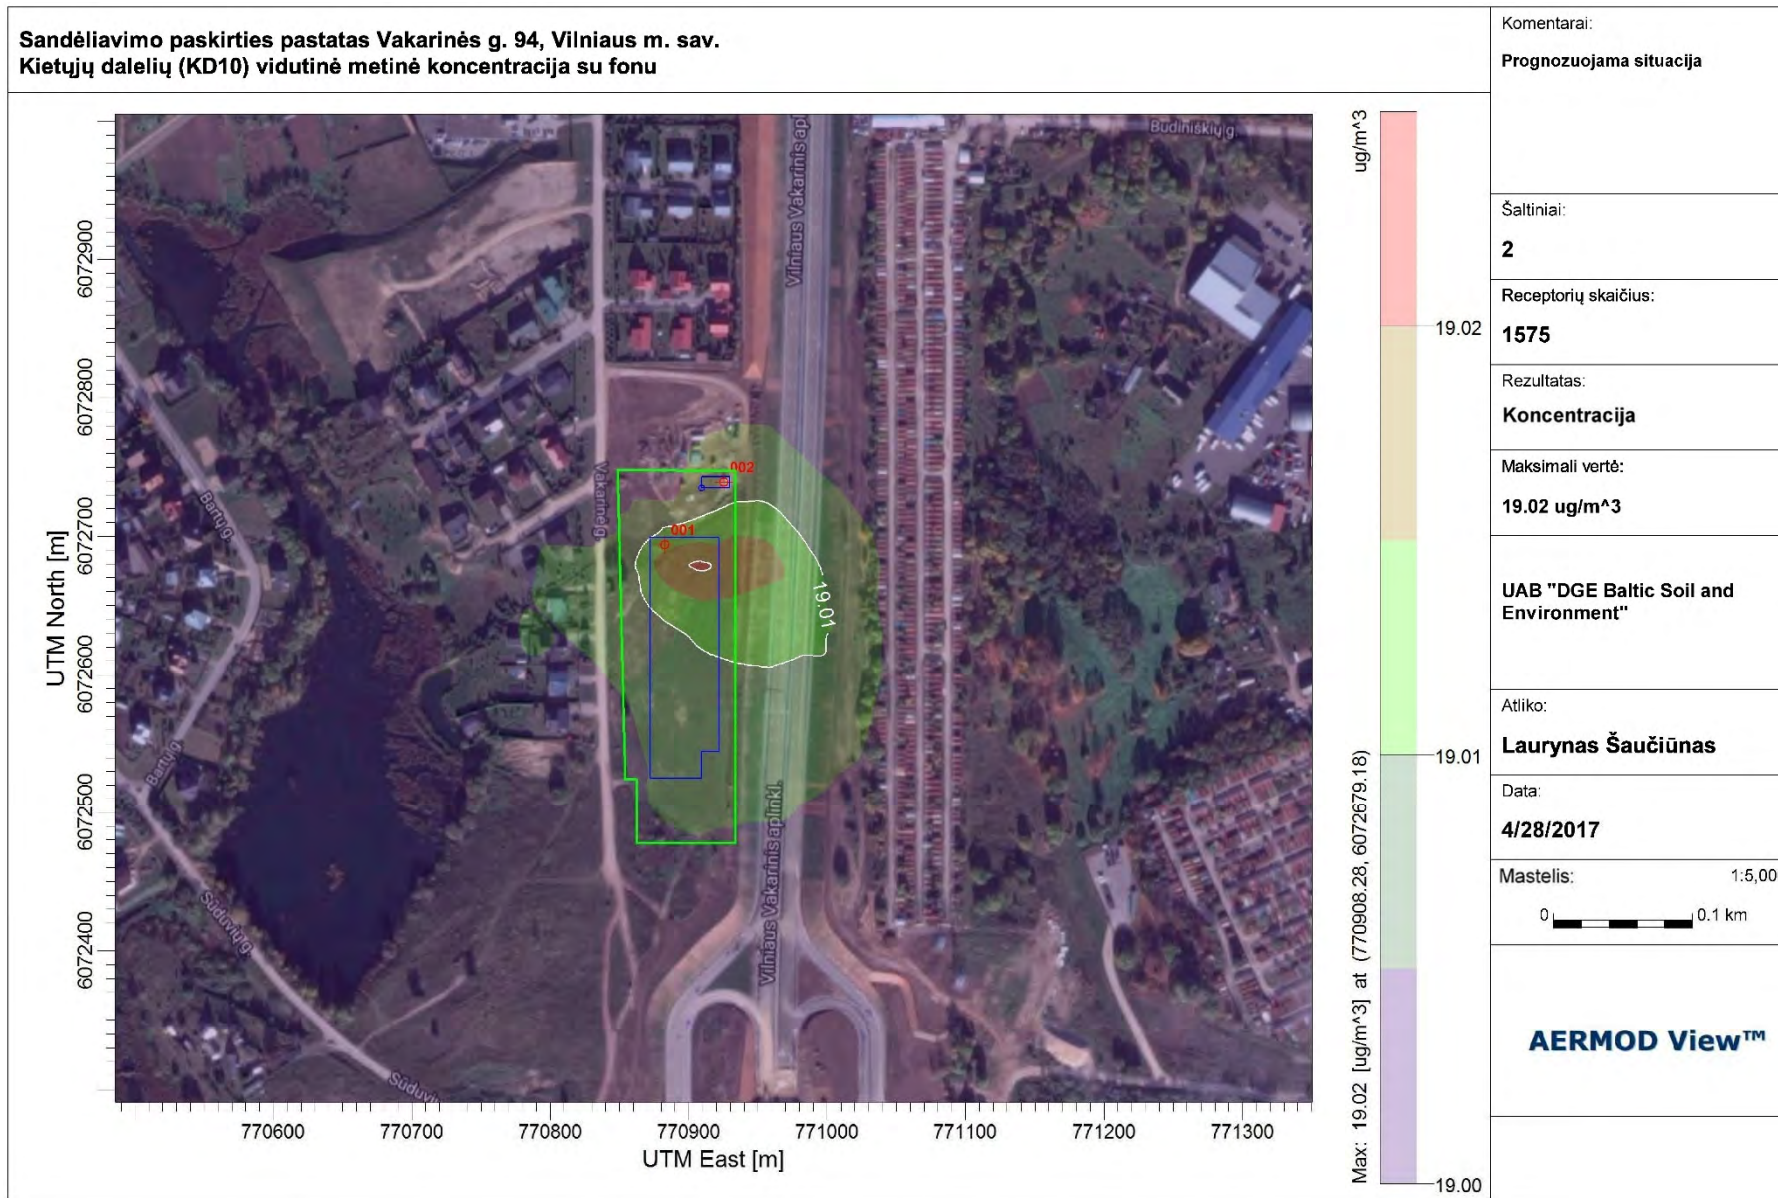 Sandėliavimo paskirties pastatas Vakarinės g. 94, Vilniaus m. sav.
Kietųjų dalelių (KD10) vidutinė metinė koncentracija su fonu
Komentarai:
Prognozuojama situacija
Šaltiniai:
2
Receptorių skaičius:
1575
Rezultatas:
Koncentracija
Maksimali vertė:
19.02 ug/m^3
UAB "DGE Baltic Soil and
Environment"
Atliko:
Laurynas Šaučiūnas
Data:
4/28/2017
Mastelis:
1:5,00
0
0.1 km
AERMOD View™
UTM North [m]
6072900
6072800
6072700
6072600
6072500
6072400
UTM East [m]
770600
770700
770800
770900
771000
771100
771200
771300
Budiniškių g.
Vilniaus Vakarinis apl
Vakarinė g
Bartų g.
Bartų g.
Sūduvių g.
Sūduvi
Vilniaus Vakarinis aplinkl.
002
001
19.01
ug/m^3
19.02
19.01
19.00
Max: 19.02 [ug/m^3] at (770908.28, 6072679.18)